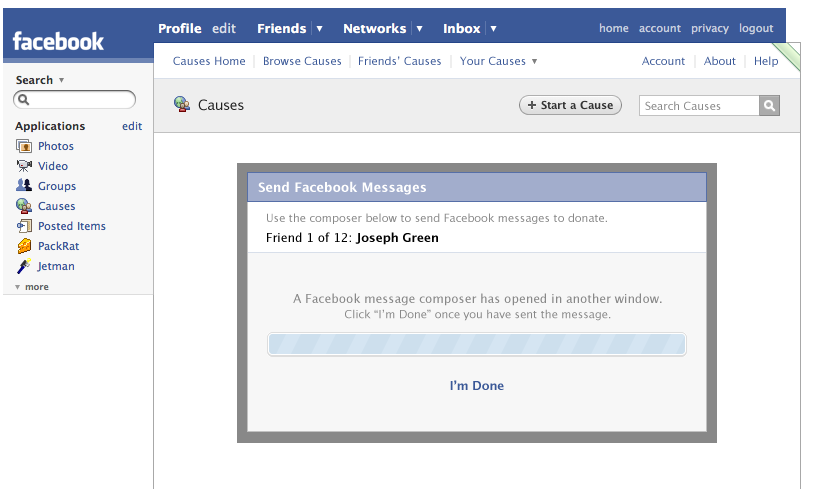 facebook
Profile edit Friends Networks Inbox home account privacy logout
Search
Applications edit
Photos
Video
Groups
Causes
Posted Items
PackRat
Jetman
more
Causes Home Browse Causes Friends' Causes Your Causes Account About Help
Causes + Start a Cause Search Causes
Send Facebook Messages
Use the composer below to send Facebook messages to donate.
Friend 1 of 12: Joseph Green
A Facebook message composer has opened in another window.
Click “I’m Done” once you have sent the message.
I’m Done